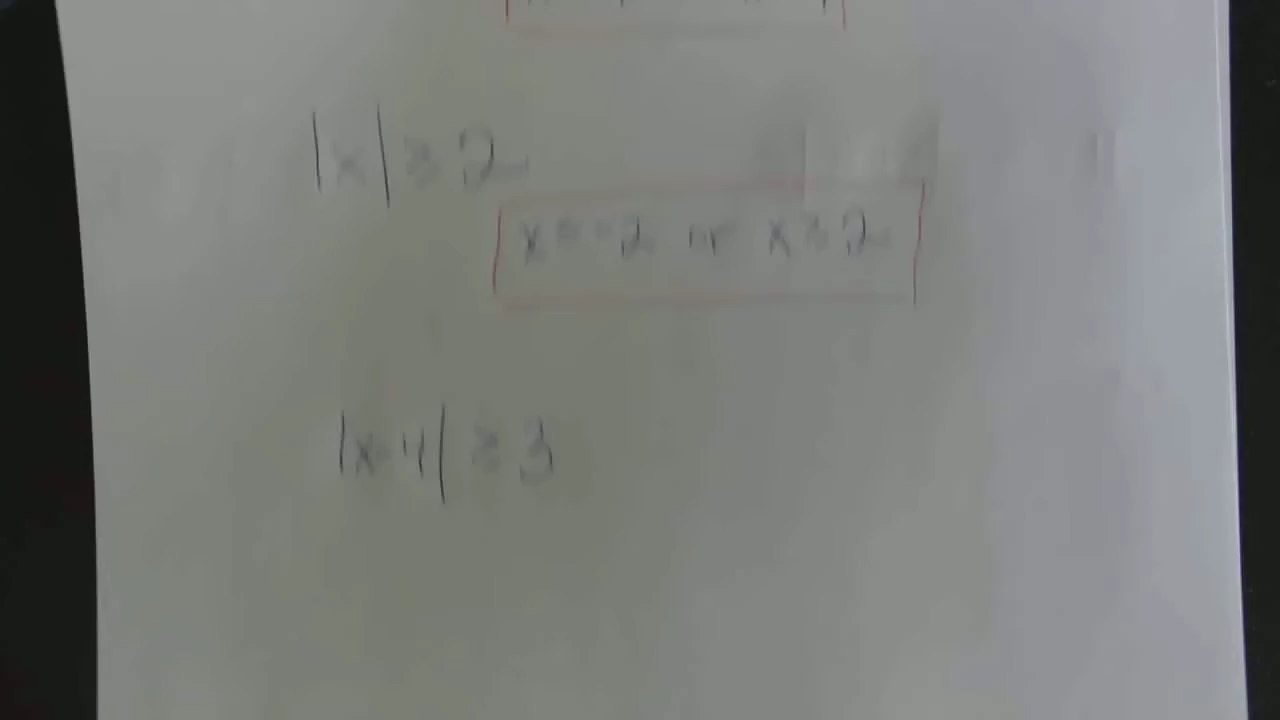 |x| ≥ 2
x ≤ -2 or x ≥ 2
|x-4| ≥ 3